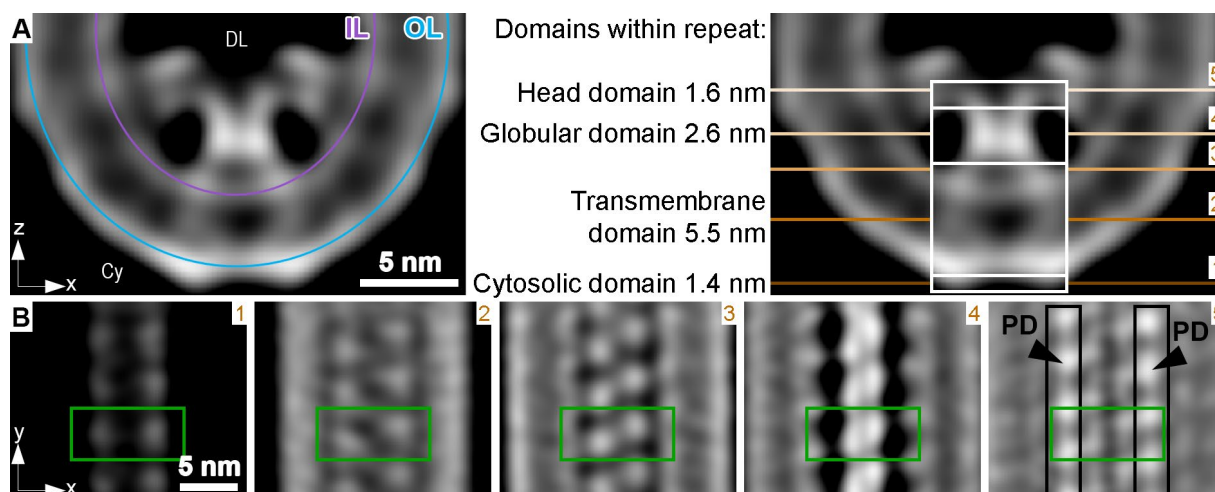 A
DL
IL
OL
z
x
Cy
5 nm
Domains within repeat:
Head domain 1.6 nm
Globular domain 2.6 nm
Transmembrane
domain 5.5 nm
Cytosolic domain 1.4 nm
5
4
3
2
1
B
1
y
x
5 nm
2
3
4
5
PD
PD